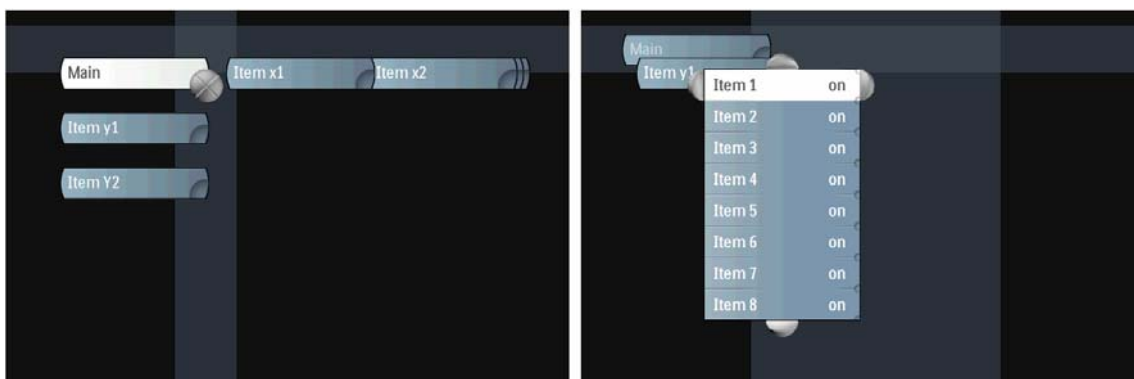 Main
Item x1
Item x2
Item y1
Item Y2
Main
Item y1
Item 1 on
Item 2 on
Item 3 on
Item 4 on
Item 5 on
Item 6 on
Item 7 on
Item 8 on